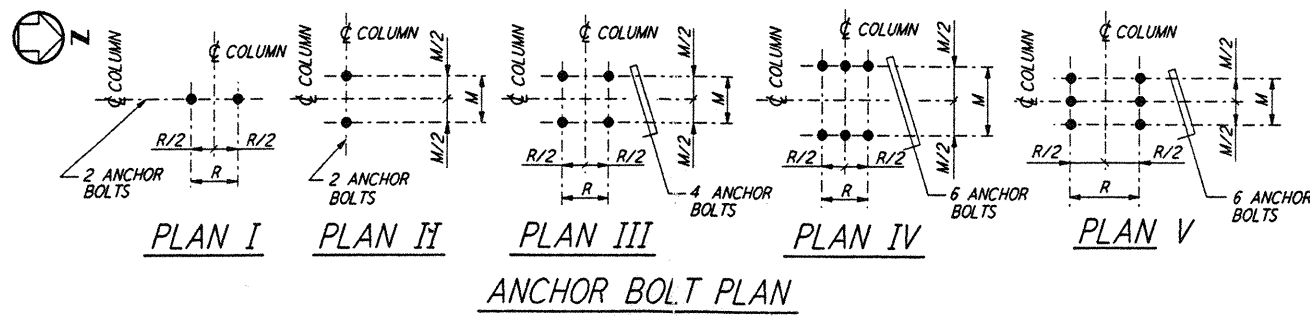 N
℄ COLUMN
℄ COLUMN
R/2
R/2
R
2 ANCHOR
BOLTS
PLAN I
℄ COLUMN
℄ COLUMN
M/2
M
M/2
2 ANCHOR
BOLTS
PLAN II
℄ COLUMN
℄ COLUMN
M/2
M
M/2
R/2
R/2
R
4 ANCHOR
BOLTS
PLAN III
℄ COLUMN
℄ COLUMN
M/2
M
M/2
R/2
R/2
R
6 ANCHOR
BOLTS
PLAN IV
℄ COLUMN
℄ COLUMN
M/2
M
M/2
R/2
R/2
R
6 ANCHOR
BOLTS
PLAN V
ANCHOR BOLT PLAN